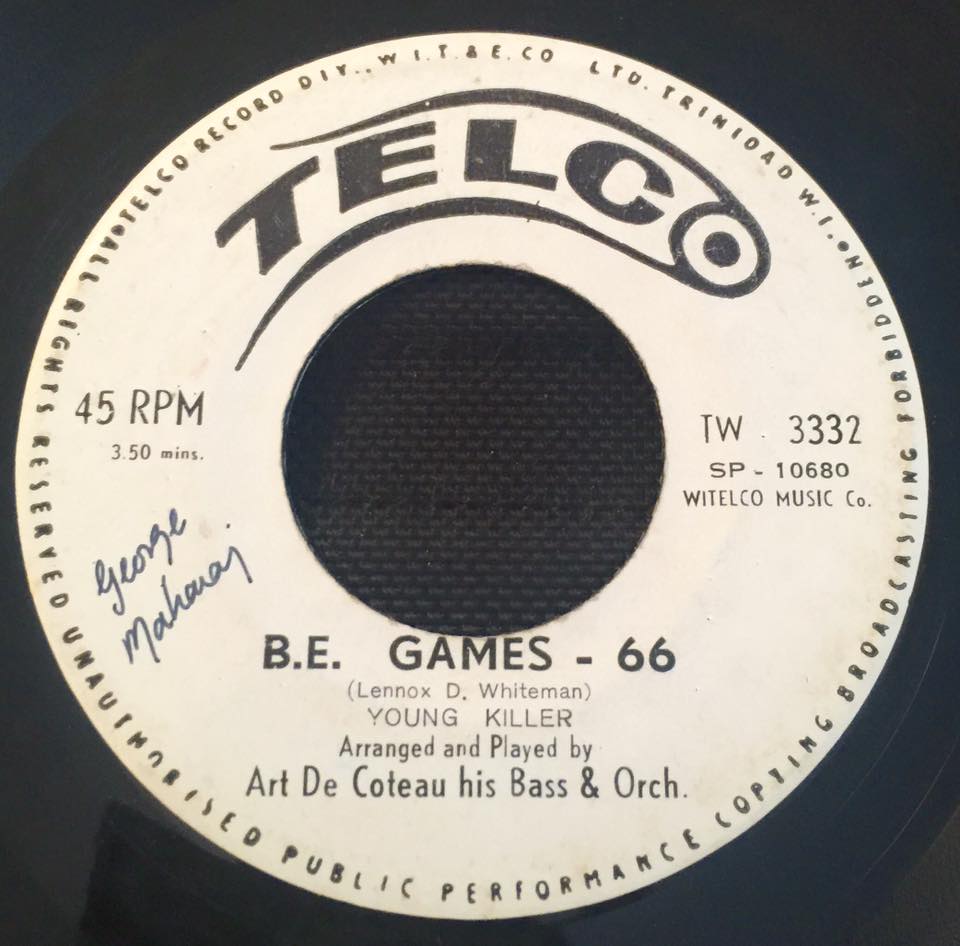 ALL RIGHTS RESERVED UNAUTHORISED PUBLIC PERFORMANCE COPYING BROADCASTING FORBIDDEN • TELCO RECORD DIV.. W.I.T.& E.CO LTD. TRINIDAD W.I.
TELCO
45 RPM
3.50 mins.
TW . 3332
SP - 10680
WITELCO MUSIC Co.
George
Maharaj
B.E. GAMES - 66
(Lennox D. Whiteman)
YOUNG KILLER
Arranged and Played by
Art De Coteau his Bass & Orch.